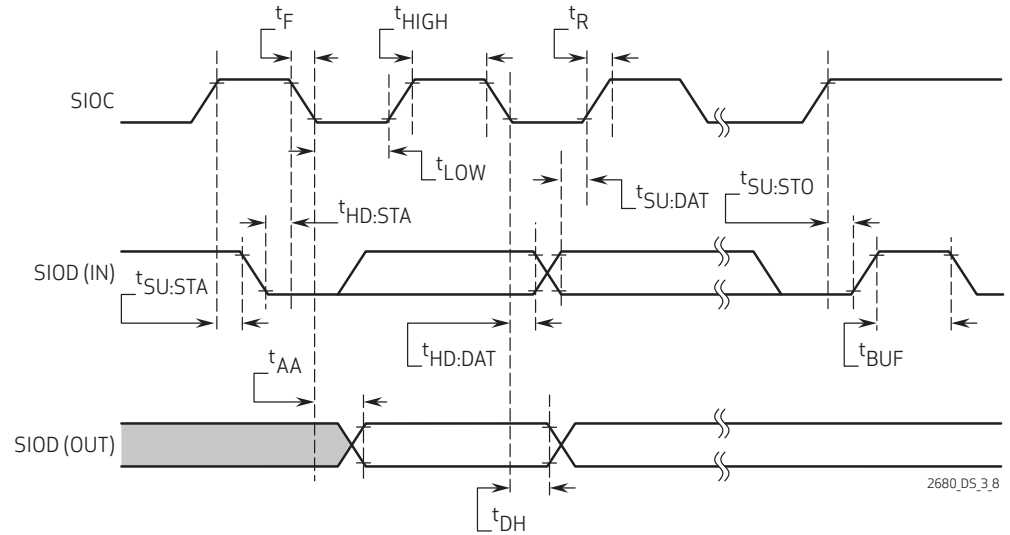 tF
tHIGH
tR
SIOC
tLOW
tSU:DAT
tSU:STO
tHD:STA
SIOD (IN)
tSU:STA
tHD:DAT
tBUF
tAA
SIOD (OUT)
2680_DS_3_8
tDH